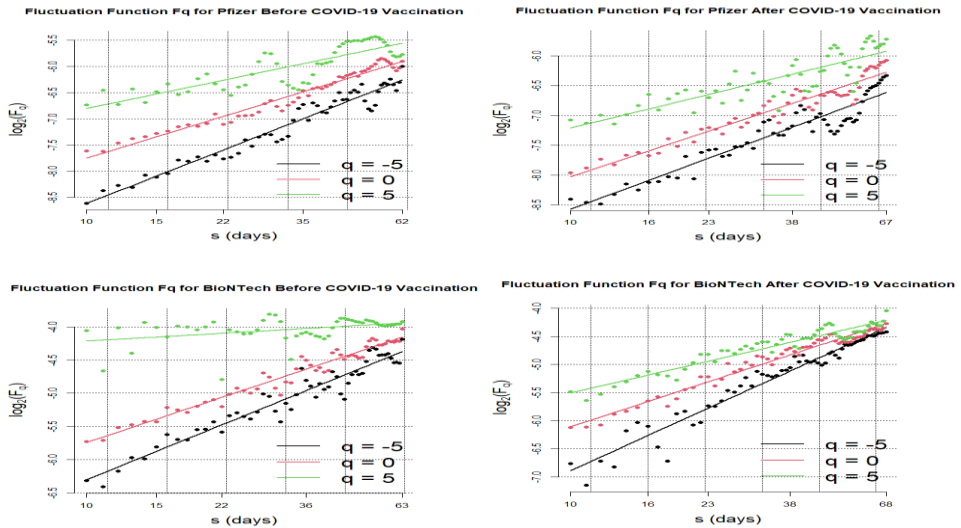 Fluctuation Function Fq for Pfizer Before COVID-19 Vaccination
log2(Fq)
-5.5
-6.0
-6.5
-7.0
-7.5
-8.0
-8.5
q = -5
q = 0
q = 5
10 15 22 35 62
s (days)
Fluctuation Function Fq for Pfizer After COVID-19 Vaccination
log2(FQ)
-6.0
-6.5
-7.0
-7.5
-8.0
-8.5
q = -5
q = 0
q = 5
10 16 23 38 67
s (days)
Fluctuation Function Fq for BioNTech Before COVID-19 Vaccination
log2(FQ)
-4.0
-4.5
-5.0
-5.5
-6.0
-6.5
q = -5
q = 0
q = 5
10 16 22 36 63
s (days)
Fluctuation Function Fq for BioNTech After COVID-19 Vaccination
log2(FQ)
-4.0
-4.5
-5.0
-5.5
-6.0
-6.5
-7.0
q = -5
q = 0
q = 5
10 16 23 38 68
s (days)